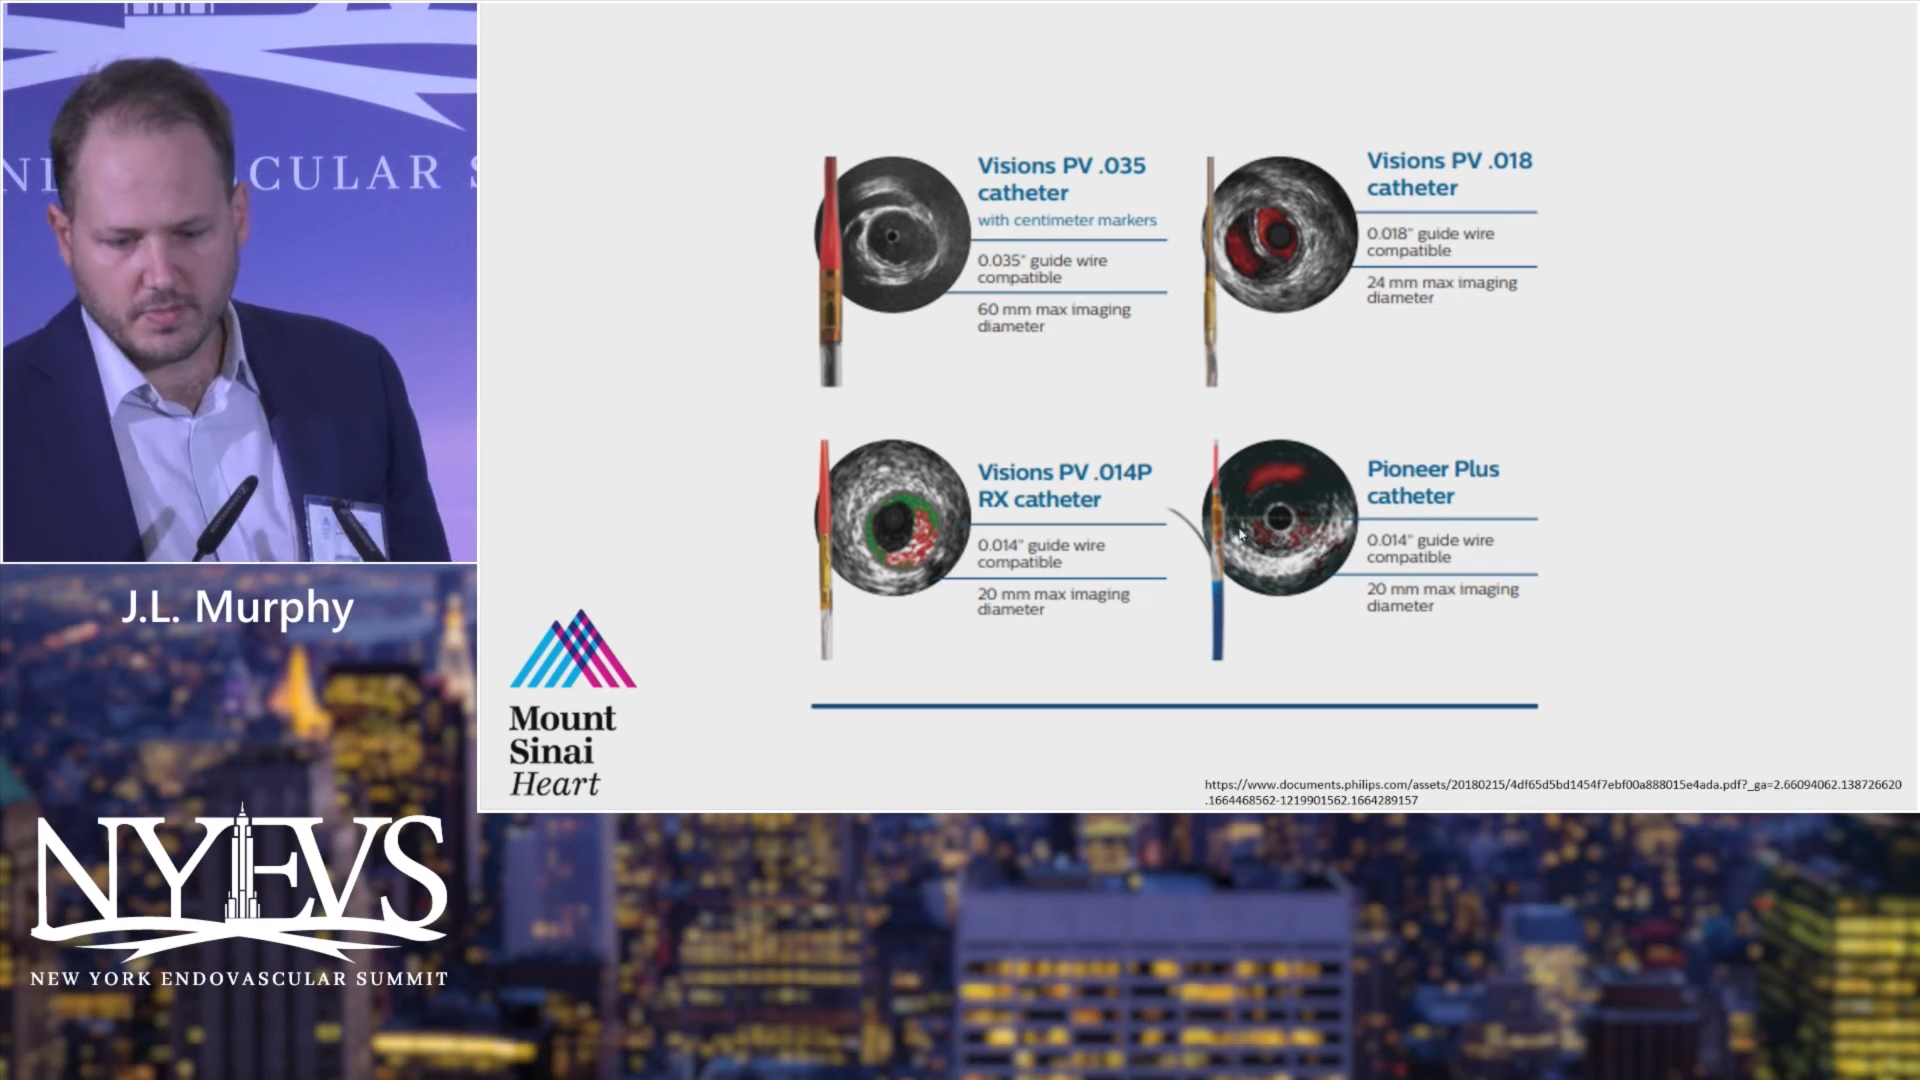 CULAR
J.L. Murphy
NYEVS
NEW YORK ENDOVASCULAR SUMMIT
Visions PV .035
catheter
with centimeter markers
0.035" guide wire
compatible
60 mm max imaging
diameter
Visions PV .018
catheter
0.018" guide wire
compatible
24 mm max imaging
diameter
Visions PV .014P
RX catheter
0.014" guide wire
compatible
20 mm max imaging
diameter
Pioneer Plus
catheter
0.014" guide wire
compatible
20 mm max imaging
diameter
Mount
Sinai
Heart
https://www.documents.philips.com/assets/20180215/4df65d5bd1454f7ebf00a888015e4ada.pdf?_ga=2.66094062.138726620
.1664468562-1219901562.1664289157